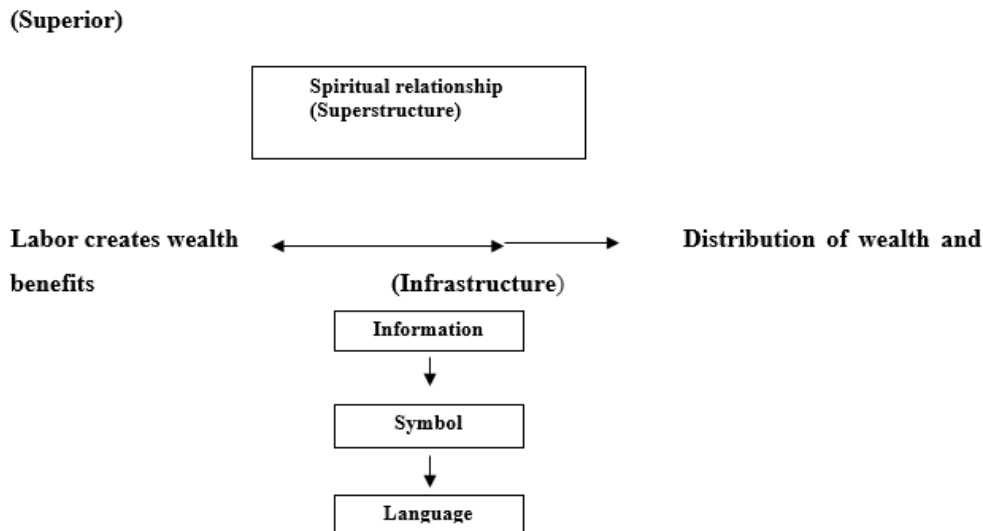 (Superior)
Spiritual relationship
(Superstructure)
Labor creates wealth
Distribution of wealth and
benefits
(Infrastructure)
Information
Symbol
Language